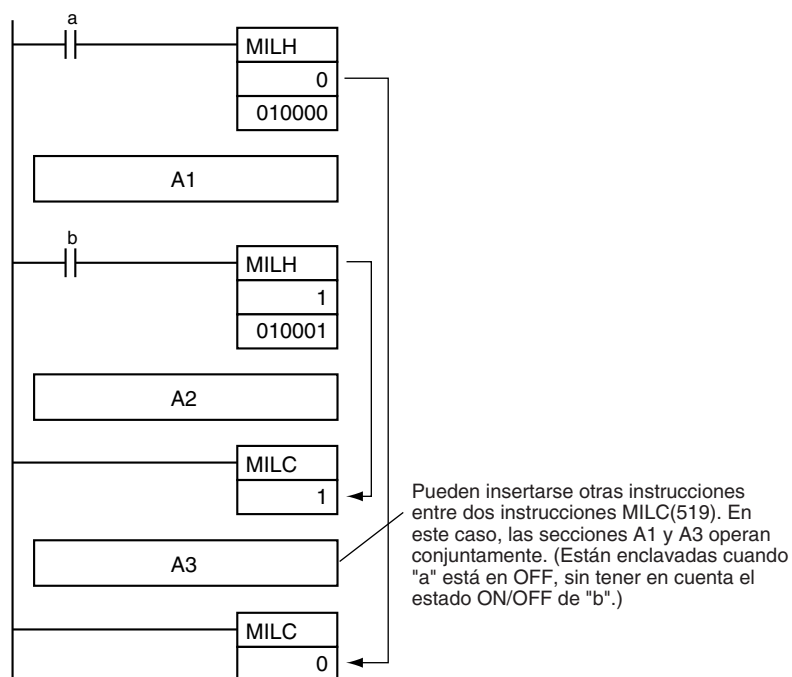 a
MILH
0
010000
A1
b
MILH
1
010001
A2
MILC
1
Pueden insertarse otras instrucciones
entre dos instrucciones MILC(519). En
este caso, las secciones A1 y A3 operan
conjuntamente. (Están enclavadas cuando
"a" está en OFF, sin tener en cuenta el
estado ON/OFF de "b".)
A3
MILC
0